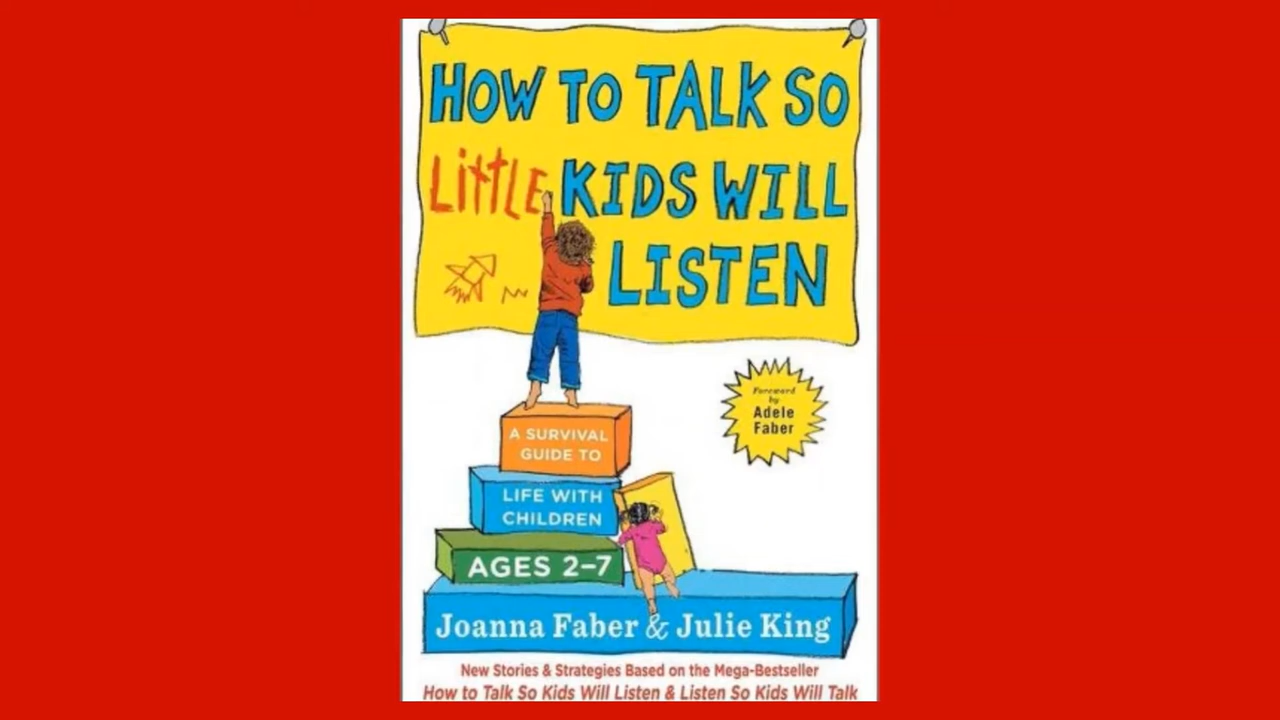 HOW TO TALK SO
LittLE KIDS WILL
LISTEN
Foreword
by
Adele
Faber
A SURVIVAL
GUIDE TO
LIFE WITH
CHILDREN
AGES 2–7
Joanna Faber & Julie King
New Stories & Strategies Based on the Mega-Bestseller
How to Talk So Kids Will Listen & Listen So Kids Will Talk